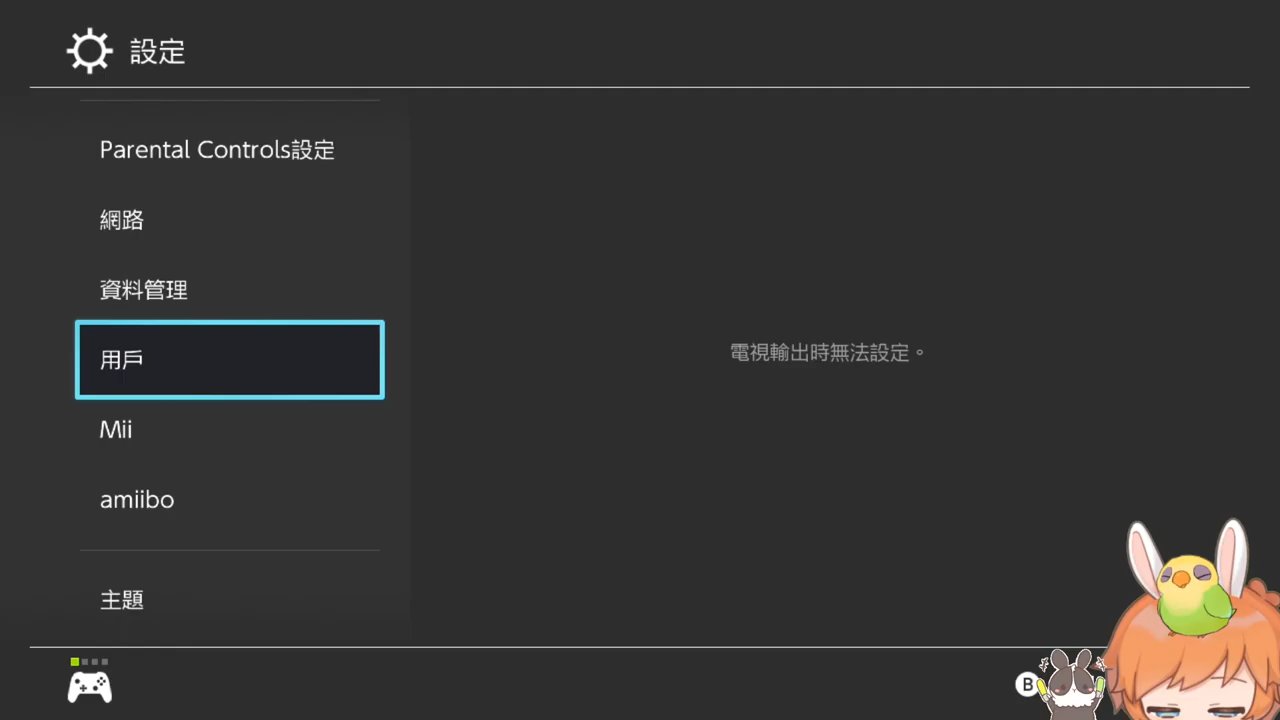 設定
Parental Controls設定
網路
資料管理
用戶
Mii
amiibo
主題
電視輸出時無法設定。
B